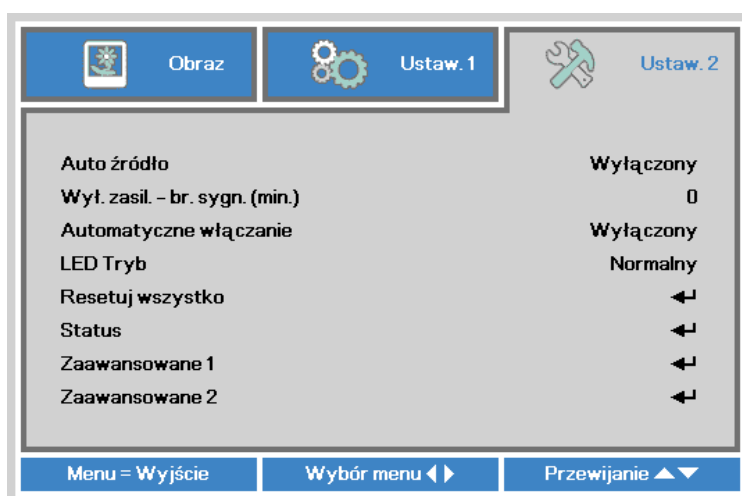 Obraz
Ustaw. 1
Ustaw. 2
Auto źródło Wyłączony
Wył. zasil. – br. sygn. (min.) 0
Automatyczne włączanie Wyłączony
LED Tryb Normalny
Resetuj wszystko
Status
Zaawansowane 1
Zaawansowane 2
Menu = Wyjście Wybór menu Przewijanie